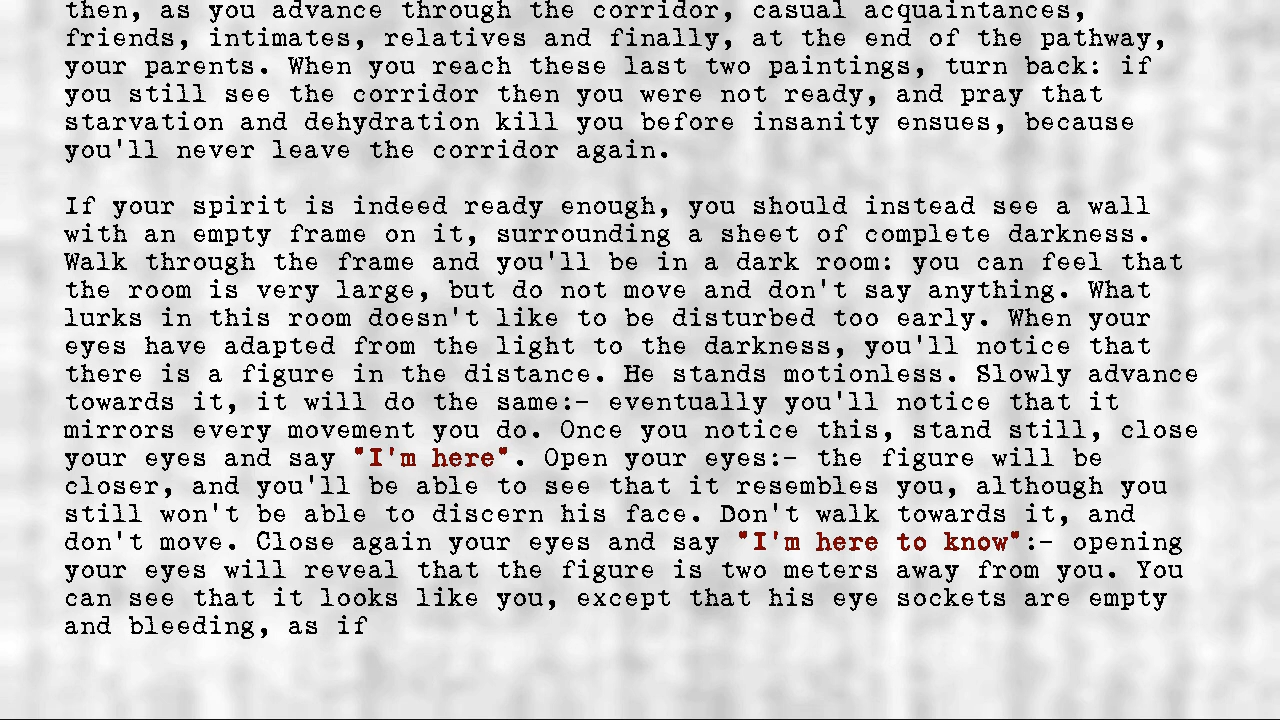 then, as you advance through the corridor, casual acquaintances,
friends, intimates, relatives and finally, at the end of the pathway,
your parents. When you reach these last two paintings, turn back: if
you still see the corridor then you were not ready, and pray that
starvation and dehydration kill you before insanity ensues, because
you'll never leave the corridor again.
If your spirit is indeed ready enough, you should instead see a wall
with an empty frame on it, surrounding a sheet of complete darkness.
Walk through the frame and you'll be in a dark room: you can feel that
the room is very large, but do not move and don't say anything. What
lurks in this room doesn't like to be disturbed too early. When your
eyes have adapted from the light to the darkness, you'll notice that
there is a figure in the distance. He stands motionless. Slowly advance
towards it, it will do the same:- eventually you'll notice that it
mirrors every movement you do. Once you notice this, stand still, close
your eyes and say "I'm here". Open your eyes:- the figure will be
closer, and you'll be able to see that it resembles you, although you
still won't be able to discern his face. Don't walk towards it, and
don't move. Close again your eyes and say "I'm here to know":- opening
your eyes will reveal that the figure is two meters away from you. You
can see that it looks like you, except that his eye sockets are empty
and bleeding, as if